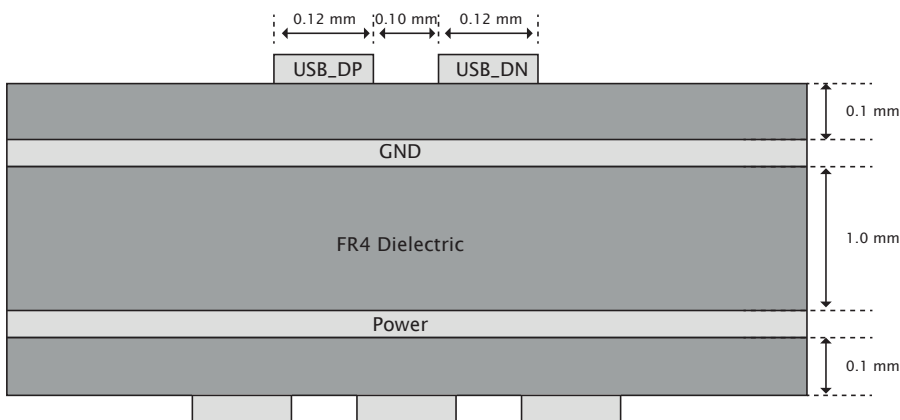 0.12 mm 0.10 mm 0.12 mm
USB_DP USB_DN
0.1 mm
GND
FR4 Dielectric
1.0 mm
Power
0.1 mm